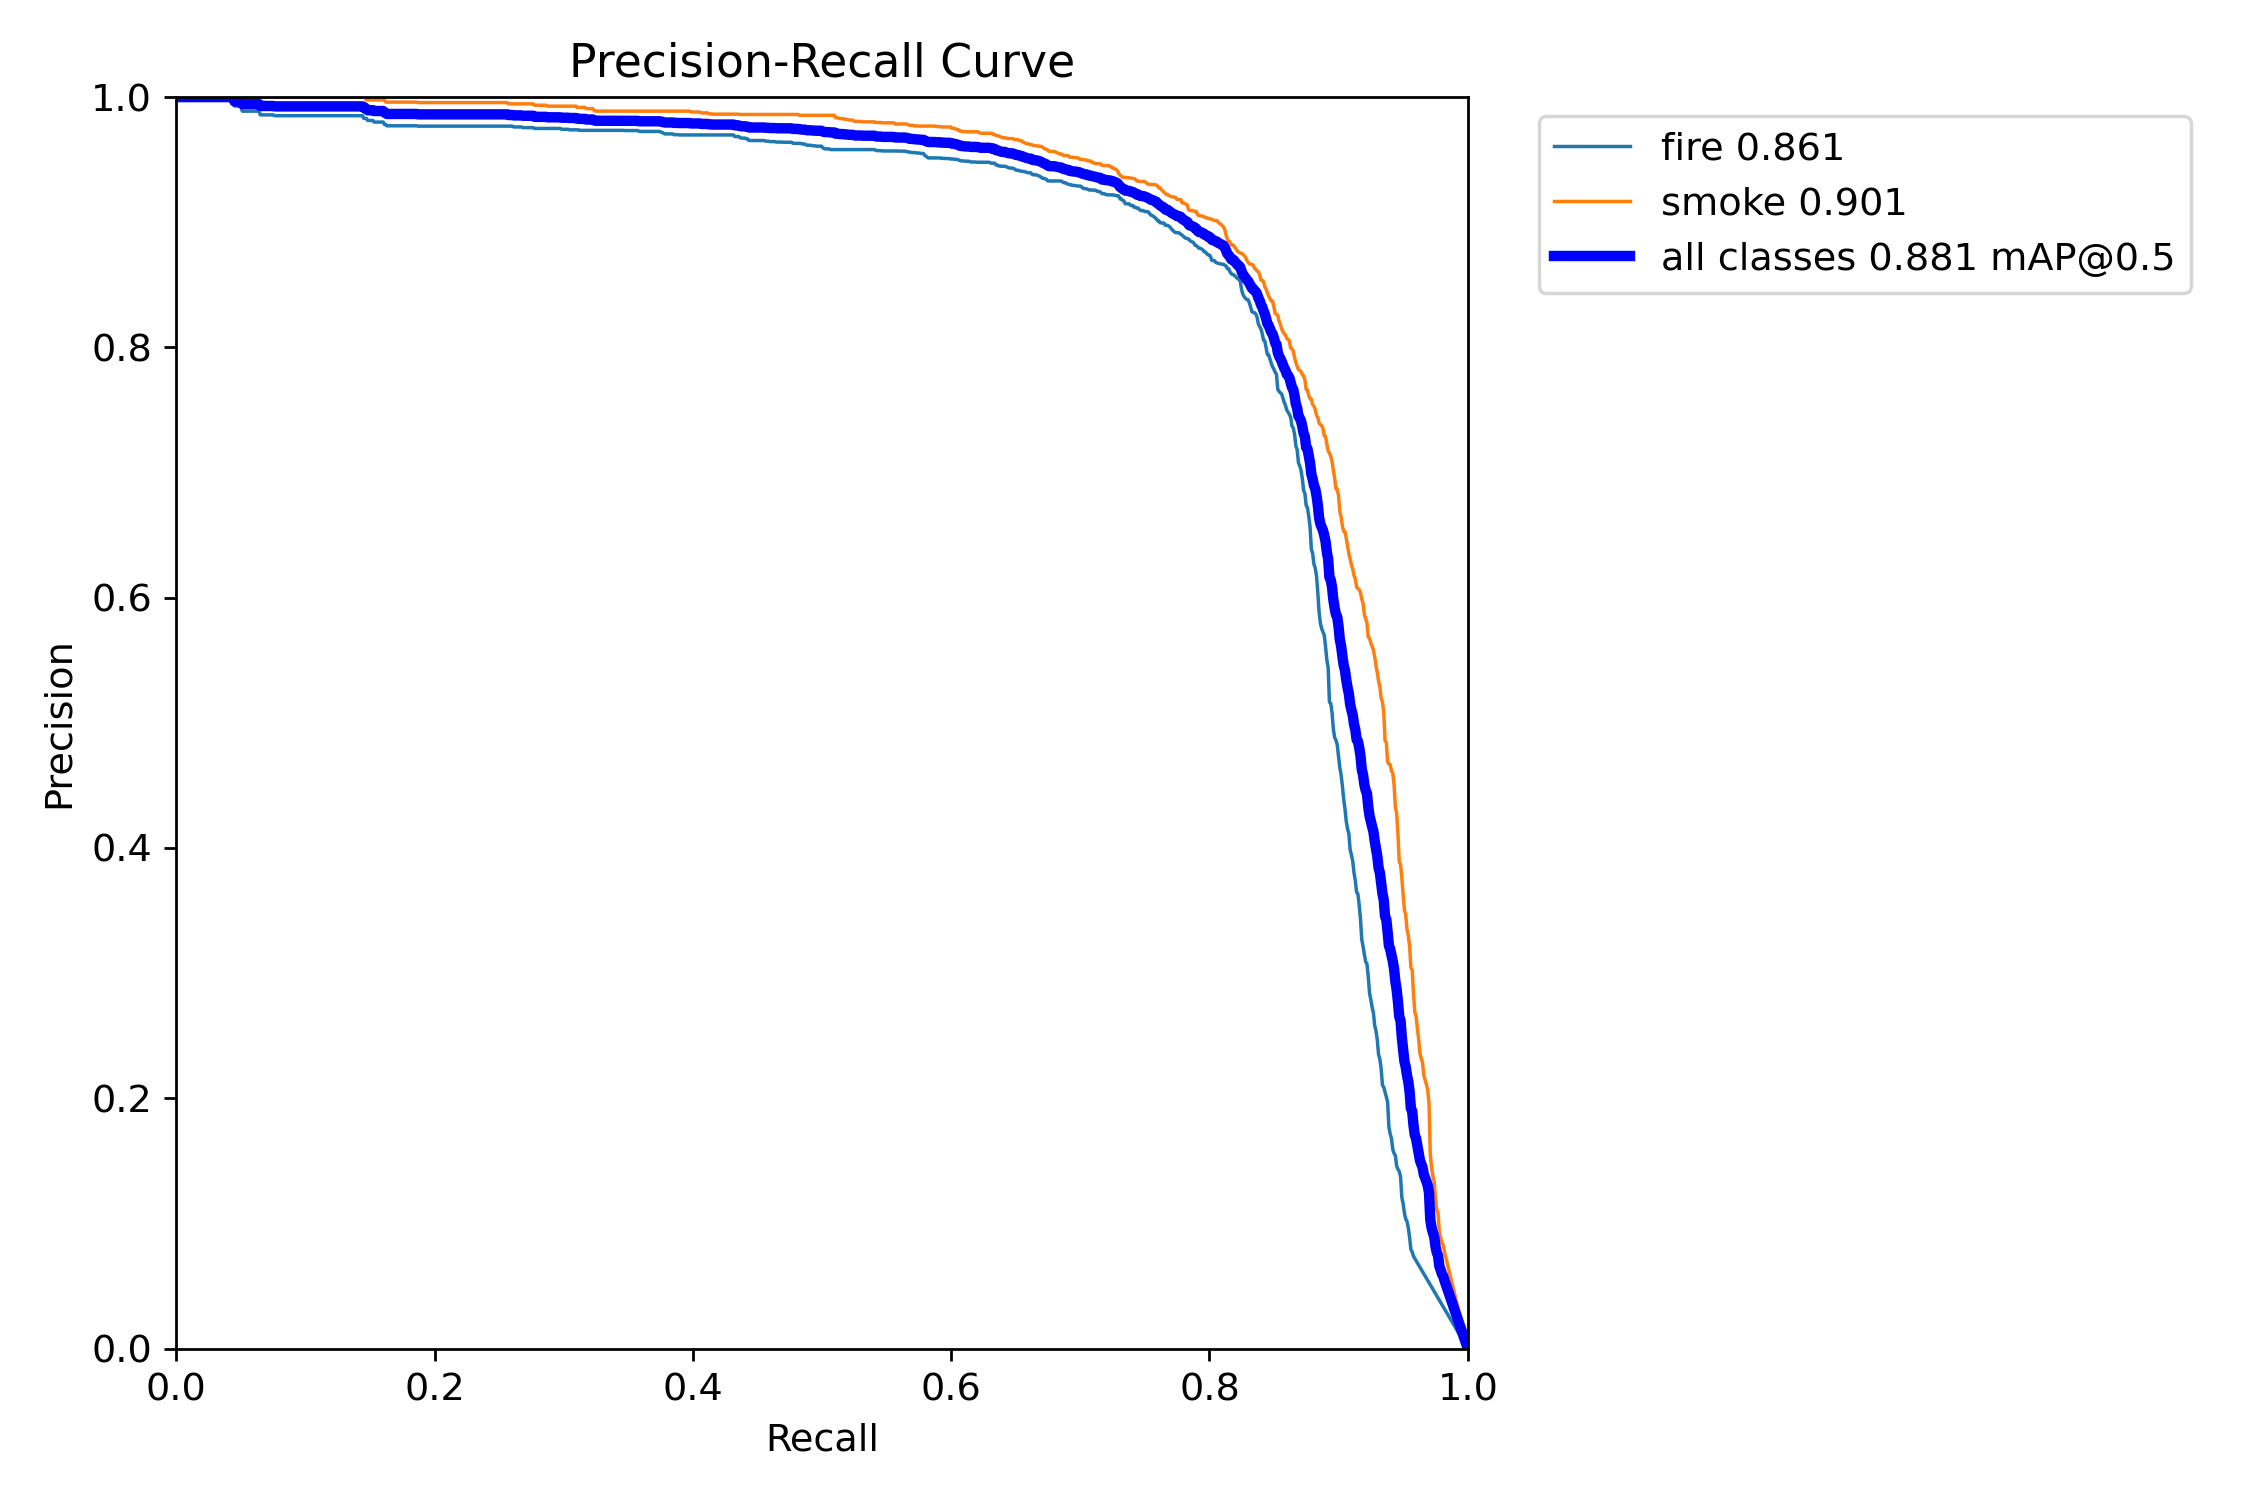 Precision-Recall Curve
1.0
0.8
0.6
0.4
0.2
0.0
Precision
0.0 0.2 0.4 0.6 0.8 1.0
Recall
fire 0.861
smoke 0.901
all classes 0.881 mAP@0.5